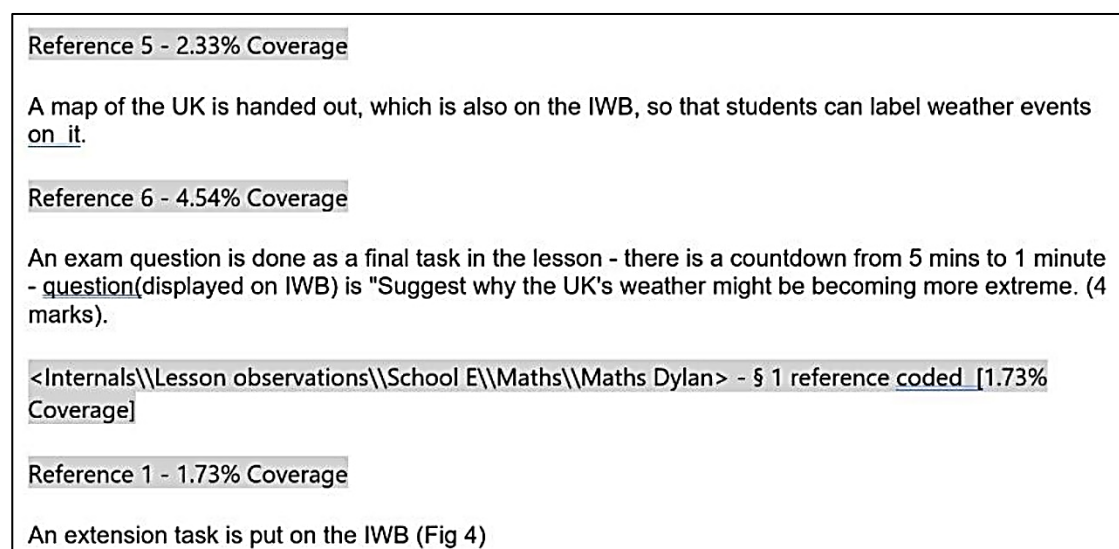 Reference 5 - 2.33% Coverage
A map of the UK is handed out, which is also on the IWB, so that students can label weather events
on it.
Reference 6 - 4.54% Coverage
An exam question is done as a final task in the lesson - there is a countdown from 5 mins to 1 minute
- question(displayed on IWB) is "Suggest why the UK's weather might be becoming more extreme. (4
marks).
<Internals\\Lesson observations\\School E\\Maths\\Maths Dylan> - § 1 reference coded [1.73%
Coverage]
Reference 1 - 1.73% Coverage
An extension task is put on the IWB (Fig 4)